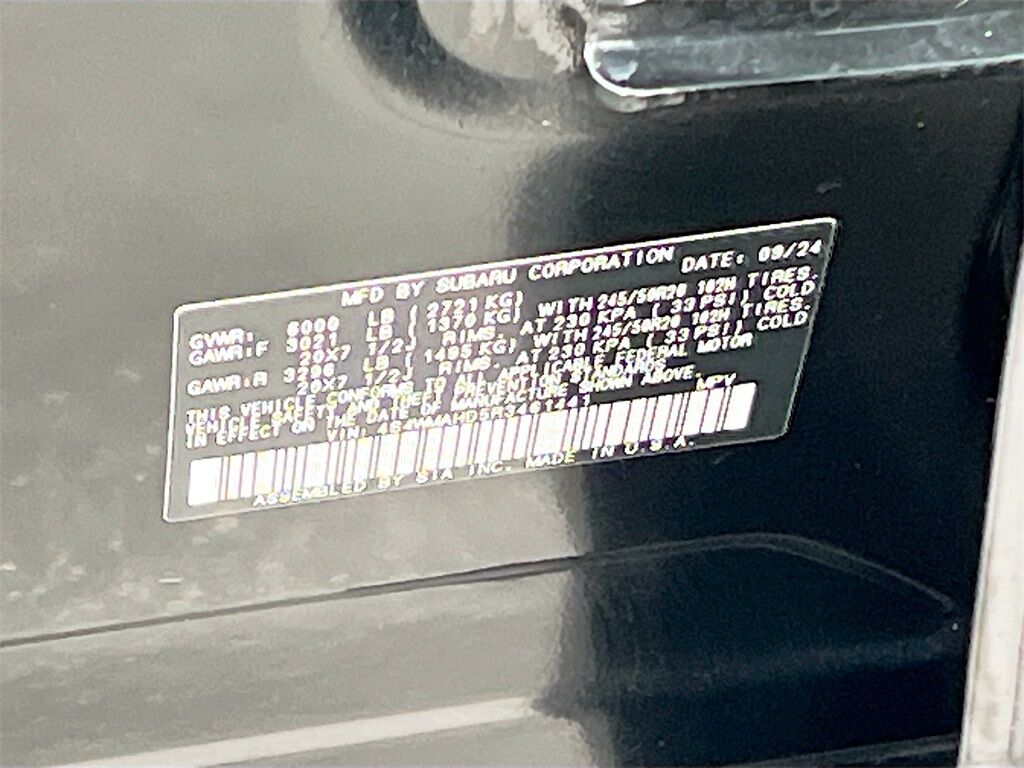 MFD BY SUBARU CORPORATION DATE: 09/24
GVWR: 6000 LB ( 2721 KG)
GAWR:F 3021 LB ( 1370 KG) WITH 245/50R20 102H TIRES.
20X7 1/2J RIMS. AT 230 KPA ( 33 PSI) COLD
GAWR:R 3296 LB ( 1495 KG) WITH 245/50R20 102H TIRES.
20X7 1/2J RIMS. AT 230 KPA ( 33 PSI) COLD
THIS VEHICLE CONFORMS TO ALL APPLICABLE FEDERAL MOTOR
VEHICLE SAFETY AND THEFT PREVENTION STANDARDS
IN EFFECT ON THE DATE OF MANUFACTURE SHOWN ABOVE.
VIN: MPV
ASSEMBLED BY SIA INC. MADE IN U.S.A.